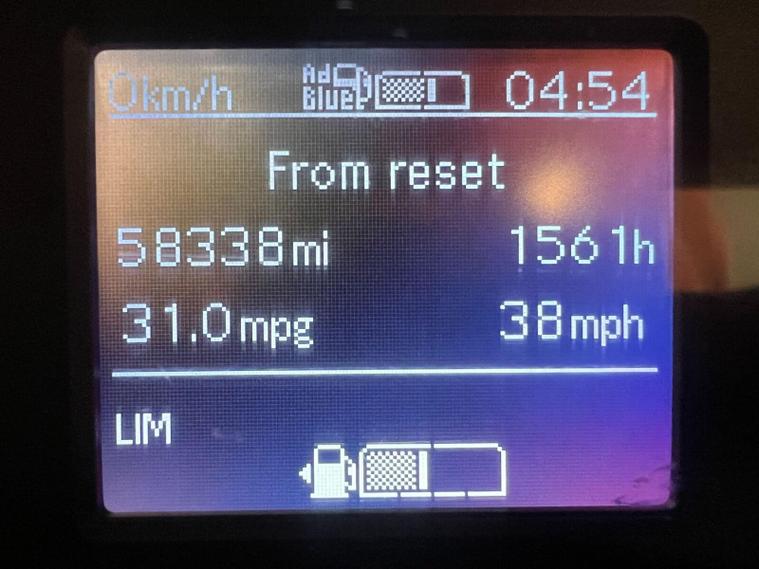 0km/h AdBlue 04:54
From reset
58338mi 1561h
31.0mpg 38mph
LIM